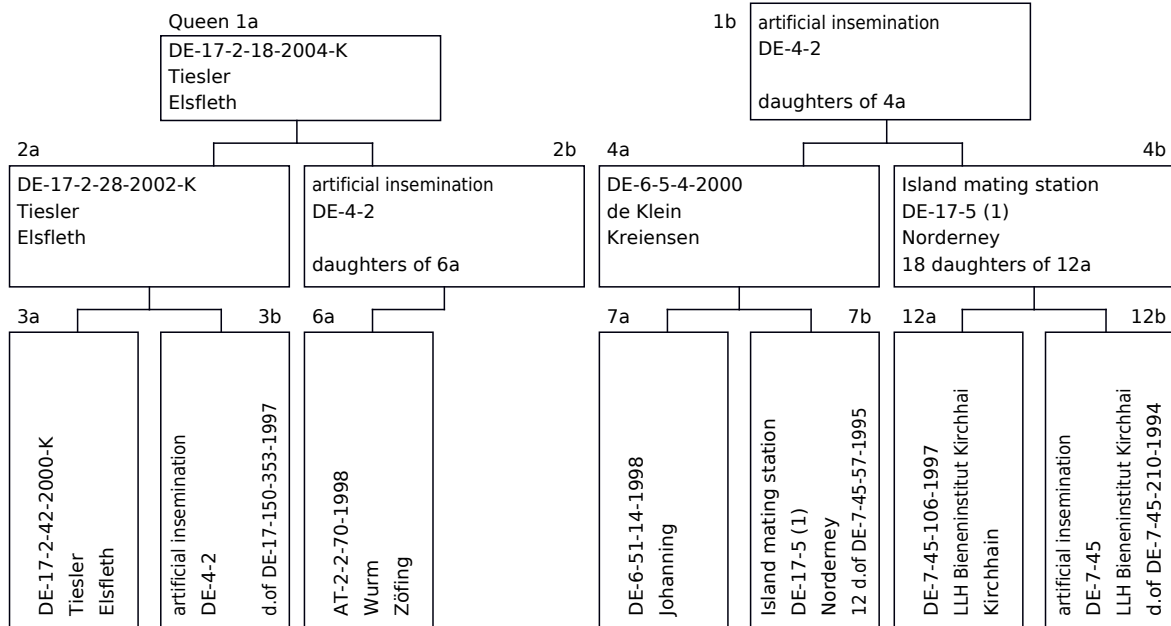 Queen 1a
DE-17-2-18-2004-K
Tiesler
Elsfleth
1b
artificial insemination
DE-4-2
daughters of 4a
2a
DE-17-2-28-2002-K
Tiesler
Elsfleth
2b
artificial insemination
DE-4-2
daughters of 6a
4a
DE-6-5-4-2000
de Klein
Kreiensen
4b
Island mating station
DE-17-5 (1)
Norderney
18 daughters of 12a
3a
DE-17-2-42-2000-K
Tiesler
Elsfleth
3b
artificial insemination
DE-4-2
d.of DE-17-150-353-1997
6a
AT-2-2-70-1998
Wurm
Zöfing
7a
DE-6-51-14-1998
Johanning
7b
Island mating station
DE-17-5 (1)
Norderney
12 d.of DE-7-45-57-1995
12a
DE-7-45-106-1997
LLH Bieneninstitut Kirchhai
Kirchhain
12b
artificial insemination
DE-7-45
LLH Bieneninstitut Kirchhai
d.of DE-7-45-210-1994